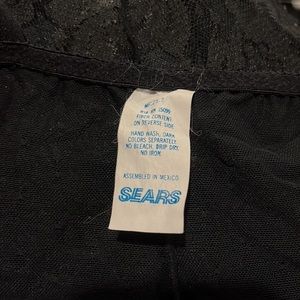 FIBER CONTENT
ON REVERSE SIDE
HAND WASH, DARK
COLORS SEPARATELY.
NO BLEACH. DRIP DRY.
NO IRON.
ASSEMBLED IN MEXICO
SEARS